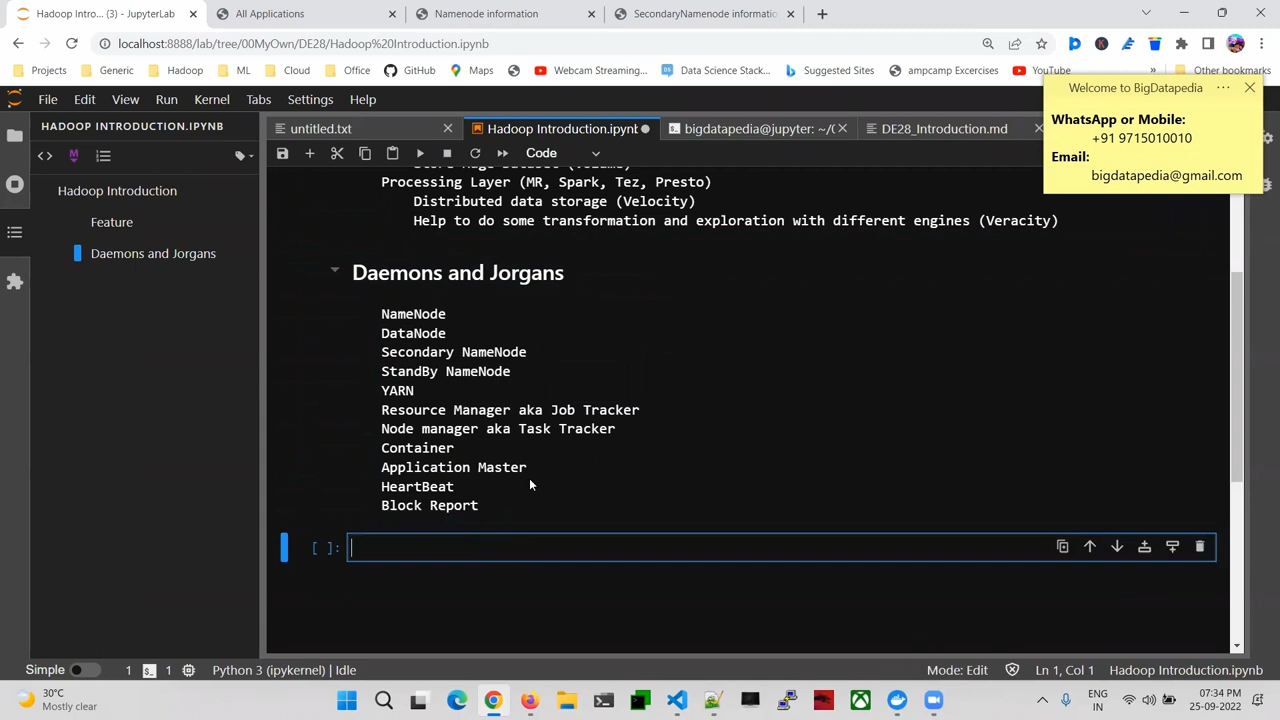 Hadoop Intro... (3) - JupyterLab
All Applications
Namenode information
SecondaryNamenode informatio
localhost:8888/lab/tree/00MyOwn/DE28/Hadoop%20Introduction.ipynb
Projects
Generic
Hadoop
ML
Cloud
Office
GitHub
Maps
Webcam Streaming...
Data Science Stack...
Suggested Sites
ampcamp Excercises
YouTube
»
Other bookmarks
File
Edit
View
Run
Kernel
Tabs
Settings
Help
Welcome to BigDatapedia
WhatsApp or Mobile:
+91 9715010010
Email:
bigdatapedia@gmail.com
HADOOP INTRODUCTION.IPYNB
Hadoop Introduction
Feature
Daemons and Jorgans
untitled.txt
Hadoop Introduction.ipynt
bigdatapedia@jupyter: ~/(
DE28_Introduction.md
Code
Processing Layer (MR, Spark, Tez, Presto)
Distributed data storage (Velocity)
Help to do some transformation and exploration with different engines (Veracity)
Daemons and Jorgans
NameNode
DataNode
Secondary NameNode
StandBy NameNode
YARN
Resource Manager aka Job Tracker
Node manager aka Task Tracker
Container
Application Master
HeartBeat
Block Report
[ ]:
Simple
1
1
Python 3 (ipykernel) | Idle
Mode: Edit
Ln 1, Col 1
Hadoop Introduction.ipynb
30°C
Mostly clear
ENG
IN
07:34 PM
25-09-2022